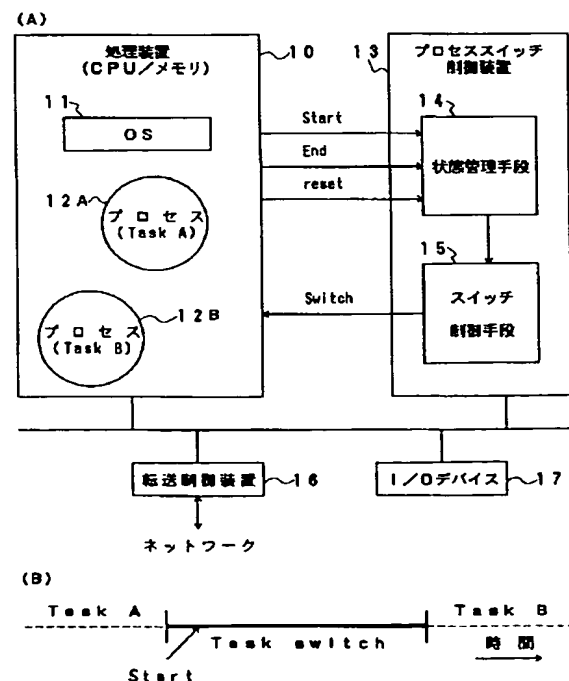 (A)
処理装置
(CPU/メモリ)
10
11
OS
12A
プロセス
(Task A)
12B
プロセス
(Task B)
Start
End
reset
Switch
13
プロセススイッチ
制御装置
14
状態管理手段
15
スイッチ
制御手段
転送制御装置
16
I/Oデバイス
17
ネットワーク
(B)
Task A
Task B
Task switch
Start
時間